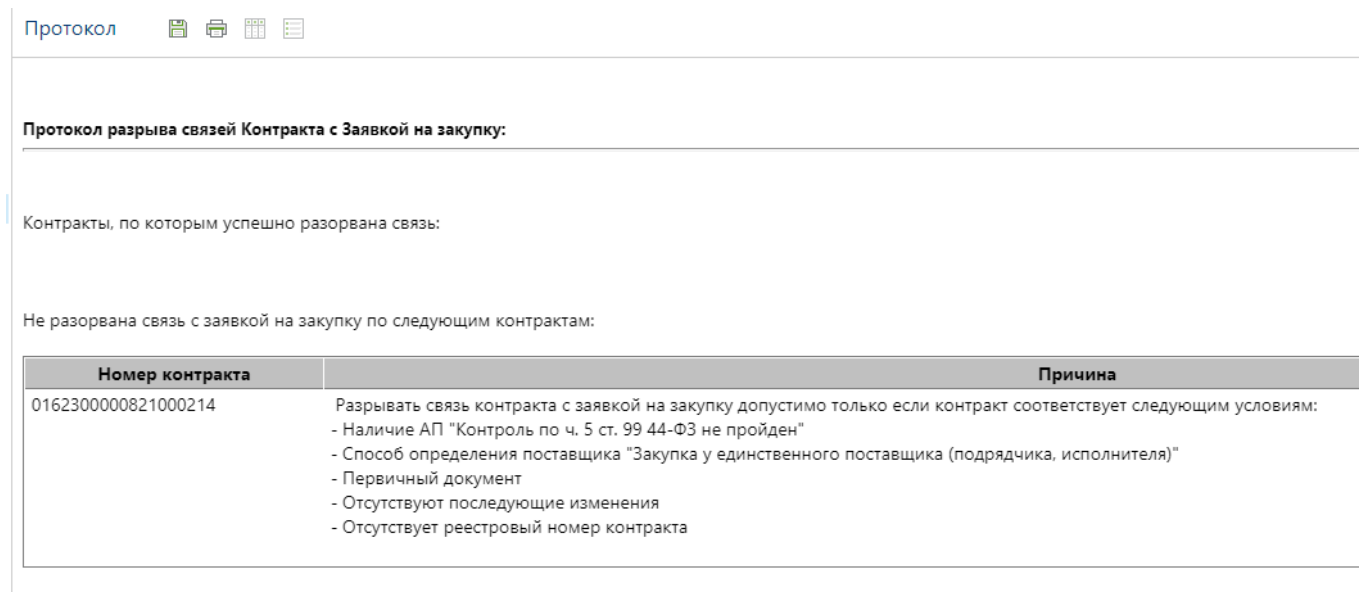 Протокол
Протокол разрыва связей Контракта с Заявкой на закупку:
Контракты, по которым успешно разорвана связь:
Не разорвана связь с заявкой на закупку по следующим контрактам:
Номер контракта Причина
0162300000821000214 Разрывать связь контракта с заявкой на закупку допустимо только если контракт соответствует следующим условиям:
- Наличие АП "Контроль по ч. 5 ст. 99 44-ФЗ не пройден"
- Способ определения поставщика "Закупка у единственного поставщика (подрядчика, исполнителя)"
- Первичный документ
- Отсутствуют последующие изменения
- Отсутствует реестровый номер контракта